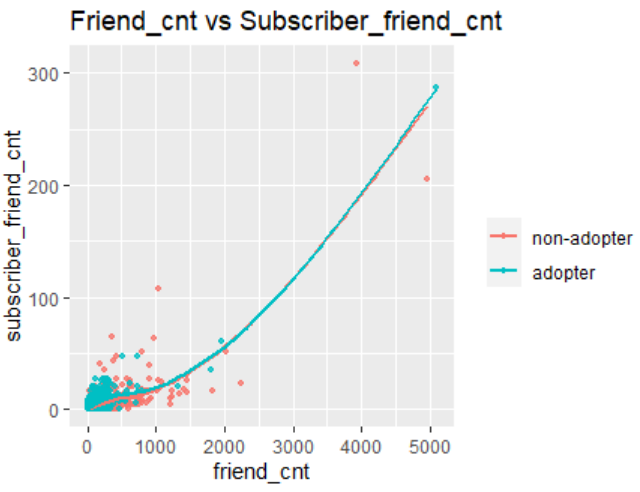 Friend_cnt vs Subscriber_friend_cnt
subscriber_friend_cnt
300
200
100
0
0 1000 2000 3000 4000 5000
friend_cnt
non-adopter
adopter